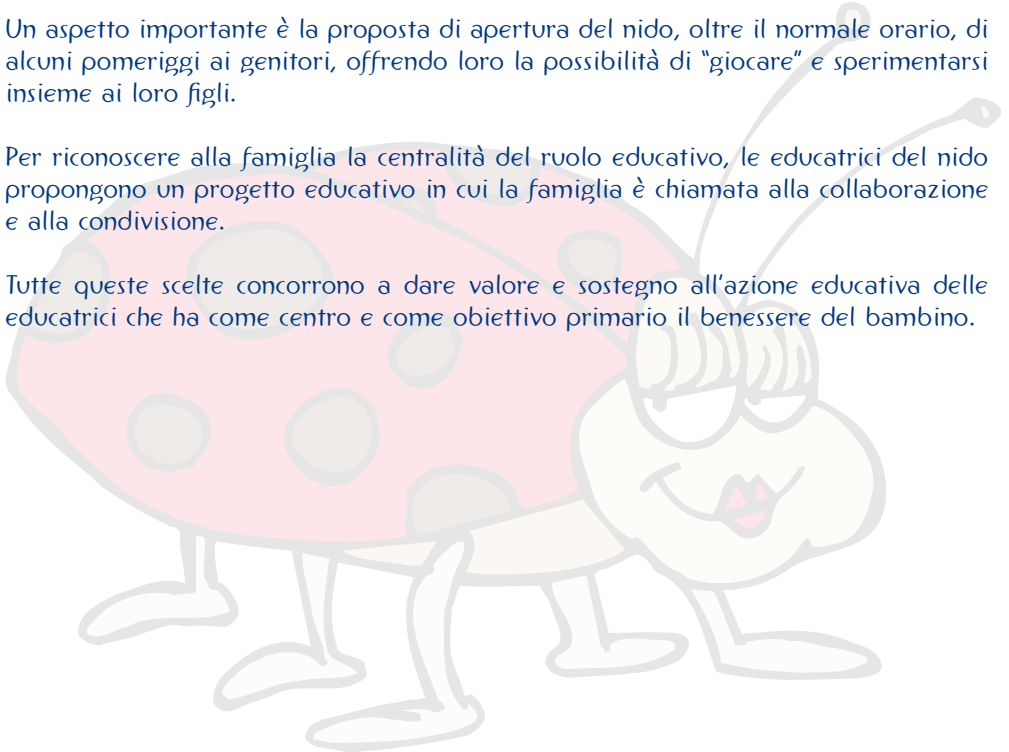 Un aspetto importante è la proposta di apertura del nido, oltre il normale orario, di
alcuni pomeriggi ai genitori, offrendo loro la possibilità di “giocare” e sperimentarsi
insieme ai loro figli.
Per riconoscere alla famiglia la centralità del ruolo educativo, le educatrici del nido
propongono un progetto educativo in cui la famiglia è chiamata alla collaborazione
e alla condivisione.
Tutte queste scelte concorrono a dare valore e sostegno all’azione educativa delle
educatrici che ha come centro e come obiettivo primario il benessere del bambino.